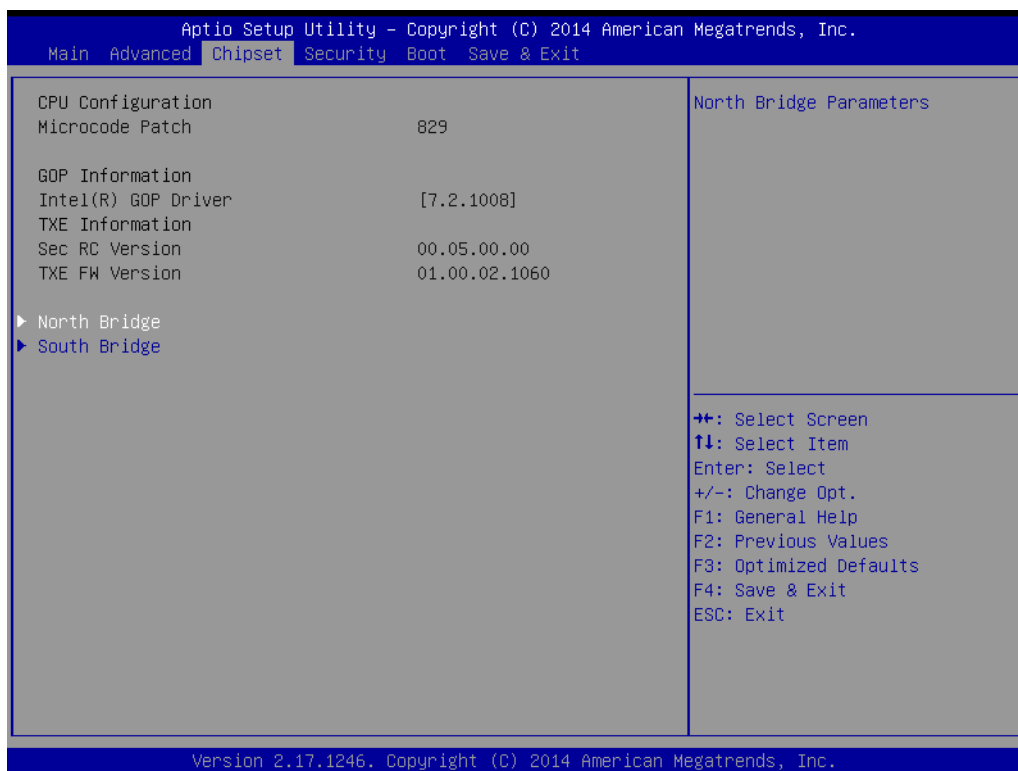 Aptio Setup Utility – Copyright (C) 2014 American Megatrends, Inc.
Main Advanced Chipset Security Boot Save & Exit
CPU Configuration
Microcode Patch 829
GOP Information
Intel(R) GOP Driver [7.2.1008]
TXE Information
Sec RC Version 00.05.00.00
TXE FW Version 01.00.02.1060
North Bridge
South Bridge
North Bridge Parameters
→←: Select Screen
↑↓: Select Item
Enter: Select
+/-: Change Opt.
F1: General Help
F2: Previous Values
F3: Optimized Defaults
F4: Save & Exit
ESC: Exit
Version 2.17.1246. Copyright (C) 2014 American Megatrends, Inc.